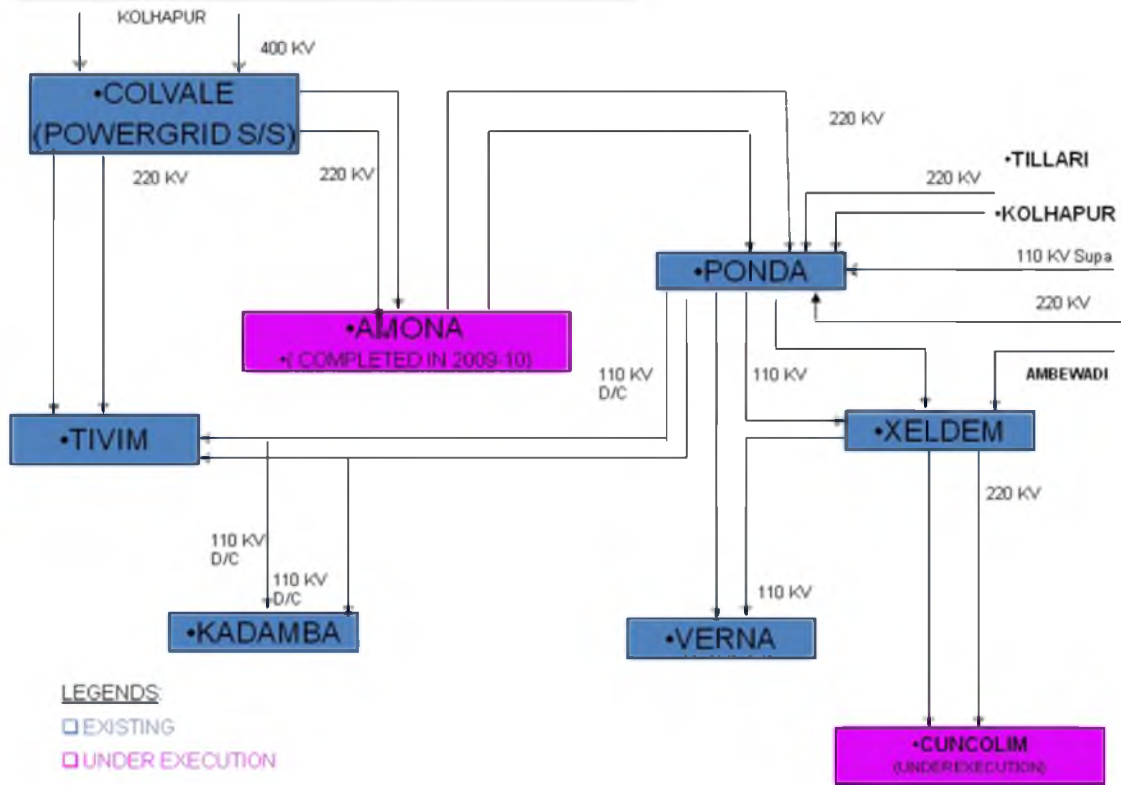 KOLHAPUR
400 KV
•COLVALE
(POWERGRID S/S)
220 KV
220 KV
220 KV
•TILLARI
220 KV
•KOLHAPUR
110 KV Supa
•PONDA
220 KV
•AMONA
•( COMPLETED IN 2009-10)
110 KV
D/C
110 KV
AMBEWADI
•TIVIM
•XELDEM
220 KV
110 KV
D/C
110 KV
D/C
110 KV
•KADAMBA
•VERNA
LEGENDS:
EXISTING
UNDER EXECUTION
•CUNCOLIM
(UNDEREXECUTION)